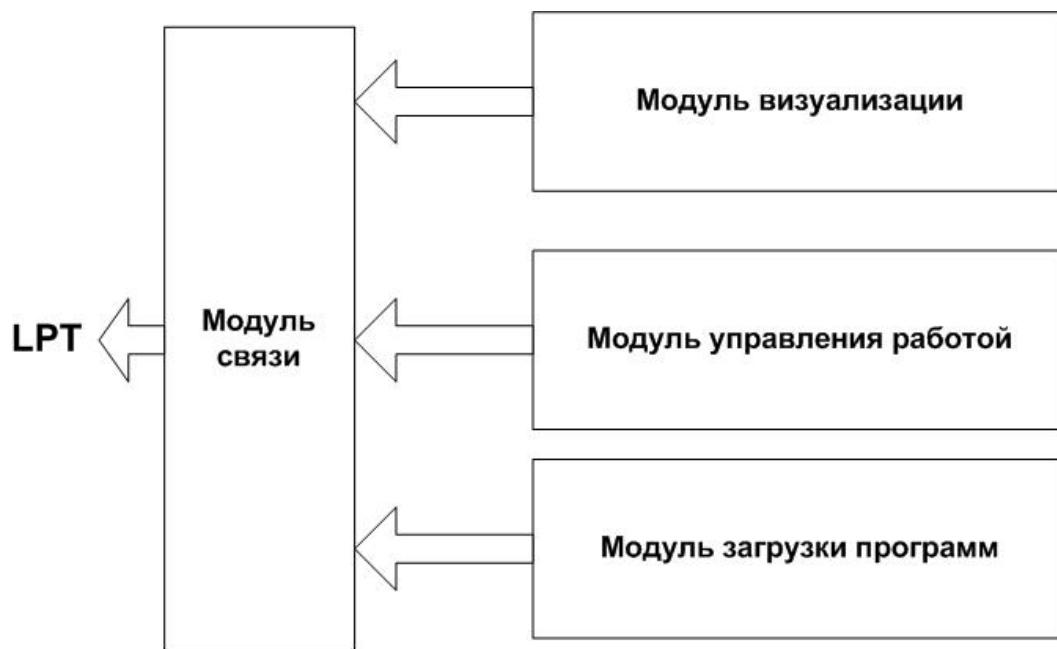 Модуль визуализации
LPT
Модуль
связи
Модуль управления работой
Модуль загрузки программ